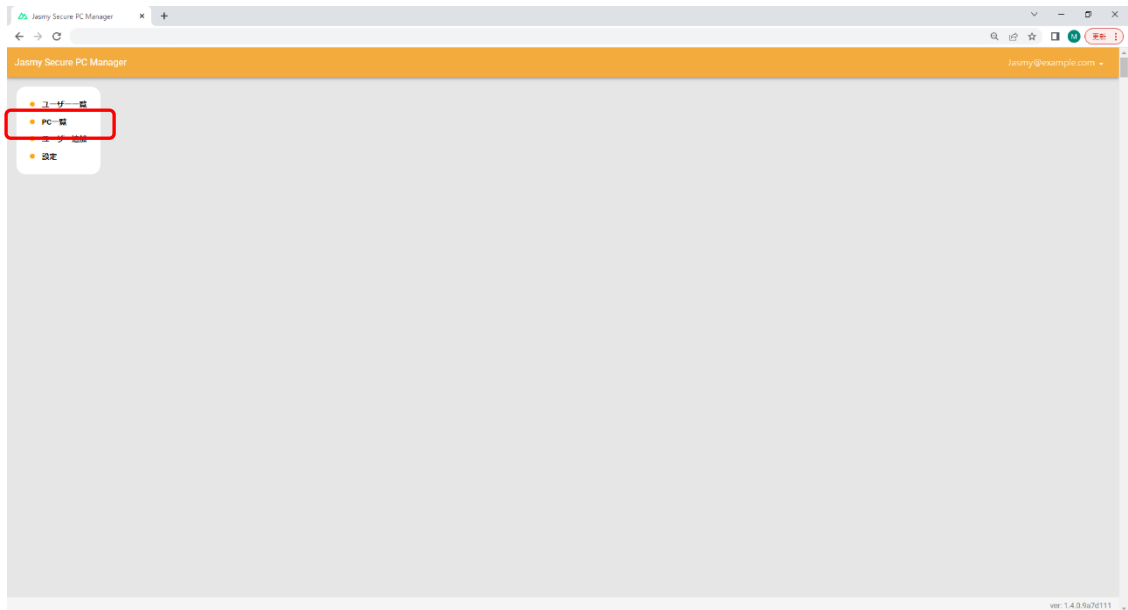 Jasmy Secure PC Manager
M
更新
Jasmy Secure PC Manager
Jasmy@example.com
ユーザー一覧
PC一覧
ユーザー追加
設定
ver: 1.4.0.9a7d111